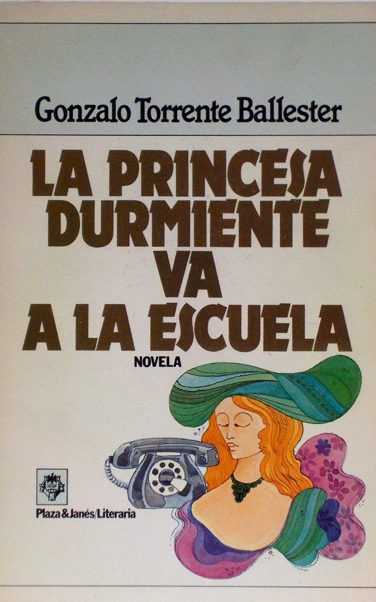 Gonzalo Torrente Ballester
LA PRINCESA
DURMIENTE
VA
A LA ESCUELA
NOVELA
Plaza & Janés/Literaria